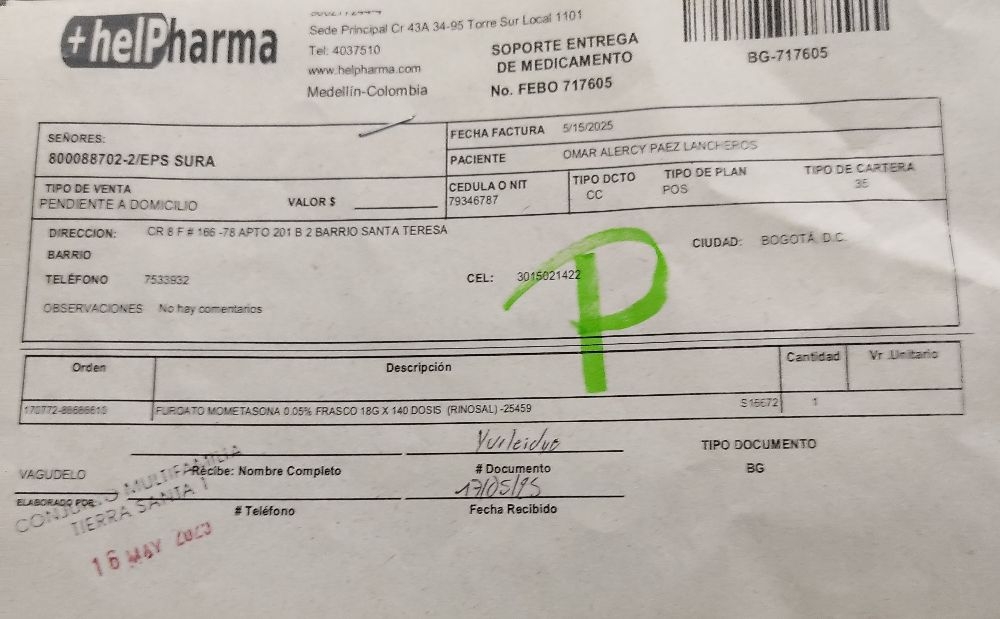 +helPharma
Sede Principal Cr 43A 34-95 Torre Sur Local 1101
Tel: 4037510
www.helpharma.com
Medellín-Colombia
SOPORTE ENTREGA
DE MEDICAMENTO
No. FEBO 717605
BG-717605
SEÑORES:
800088702-2/EPS SURA
FECHA FACTURA 5/15/2025
PACIENTE OMAR ALERCY PAEZ LANCHEROS
TIPO DE VENTA
PENDIENTE A DOMICILIO
VALOR $
CEDULA O NIT
79346787
TIPO DCTO
CC
TIPO DE PLAN
POS
TIPO DE CARTERA
35
DIRECCION: CR 8 F # 166 -78 APTO 201 B 2 BARRIO SANTA TERESA
CIUDAD: BOGOTÁ, D.C.
BARRIO
TELÉFONO 7533932
CEL: 3015021422
P
OBSERVACIONES No hay comentarios
Orden Descripción Cantidad Vr .Unitario
FUROATO MOMETASONA 0.05% FRASCO 18G X 140 DOSIS (RINOSAL) -25459 S16672 1
VAGUDELO
Recibe: Nombre Completo
# Documento
TIPO DOCUMENTO
BG
ELABORADO POR:
# Teléfono
17/05/95
Fecha Recibido
CONJUNTO MULTIFAMILIA
TIERRA SANTA 1
16 MAY